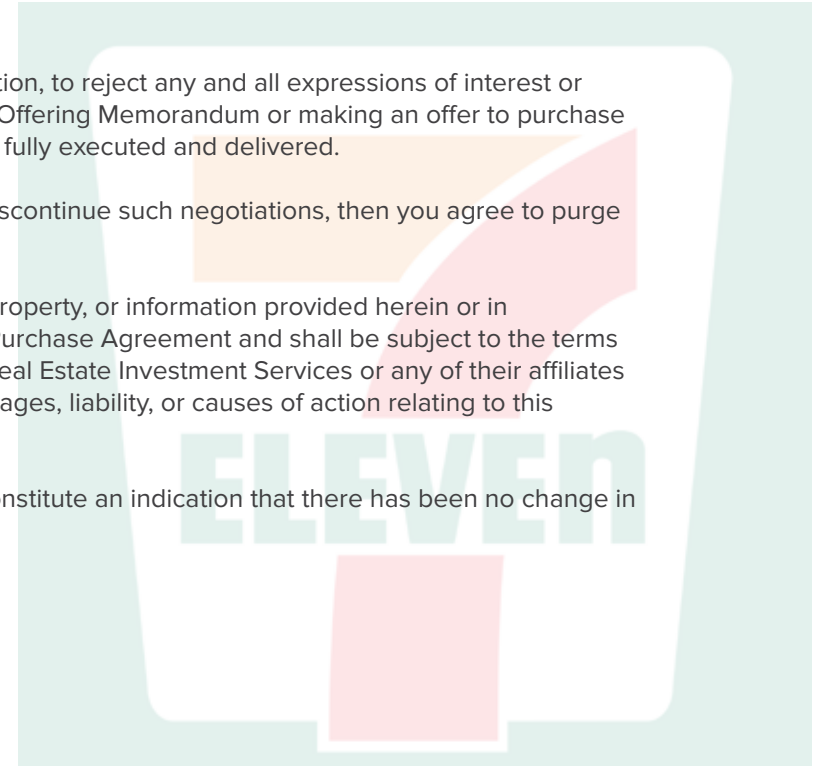 tion, to reject any and all expressions of interest or
Offering Memorandum or making an offer to purchase
fully executed and delivered.
scontinue such negotiations, then you agree to purge
roperty, or information provided herein or in
Purchase Agreement and shall be subject to the terms
eal Estate Investment Services or any of their affiliates
ages, liability, or causes of action relating to this
onstitute an indication that there has been no change in
ELEVEn